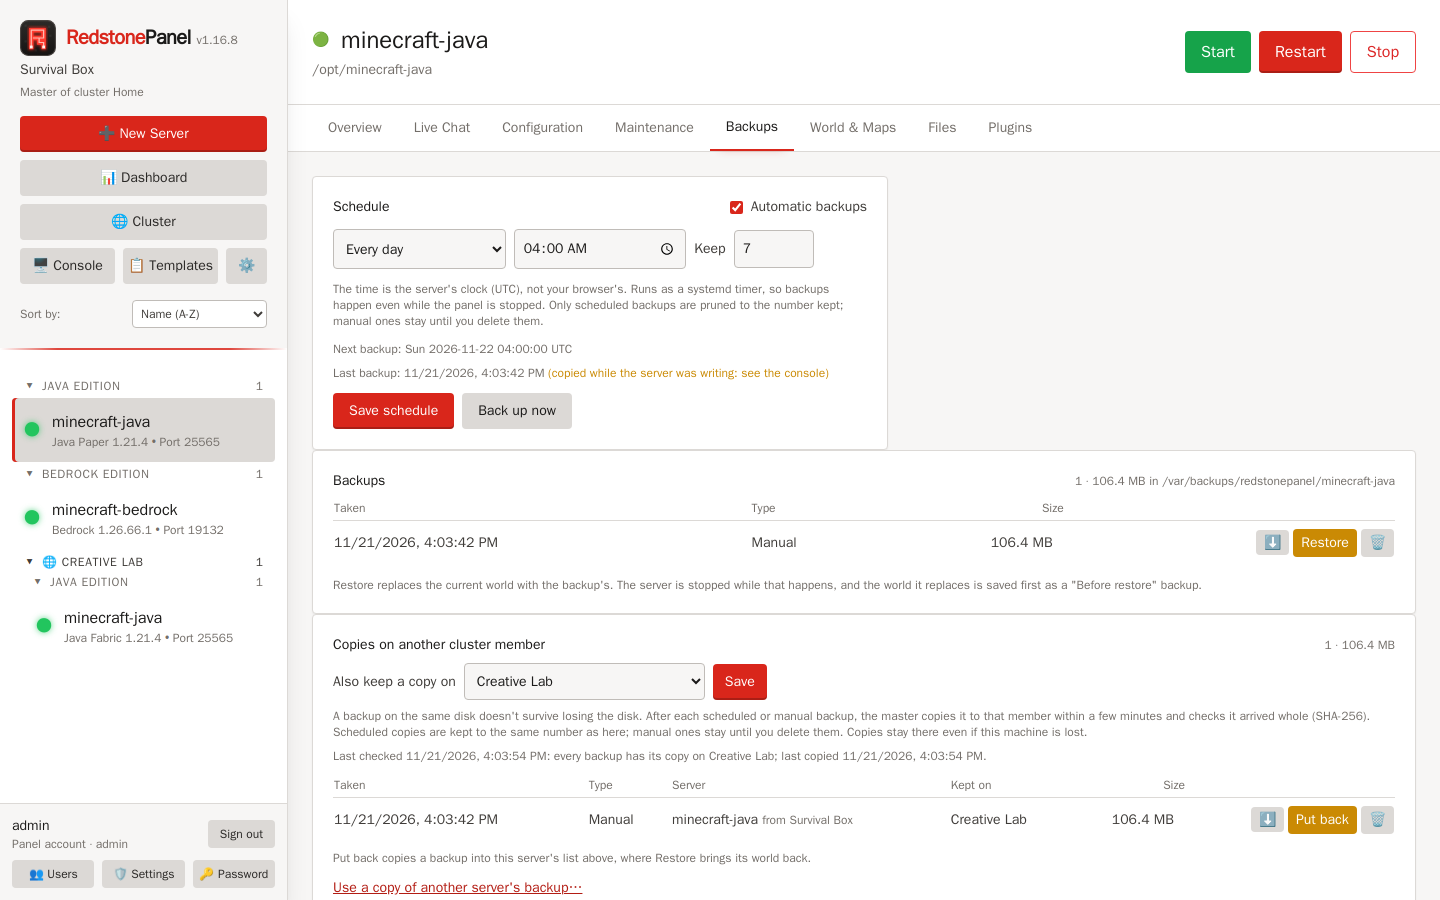 RedstonePanel v1.16.8
Survival Box
Master of cluster Home
➕ New Server
📊 Dashboard
🌐 Cluster
🖥️ Console
📋 Templates
⚙️
Sort by:
Name (A-Z)
▼ JAVA EDITION 1
minecraft-java
Java Paper 1.21.4 • Port 25565
▼ BEDROCK EDITION 1
minecraft-bedrock
Bedrock 1.26.66.1 • Port 19132
▼ 🌐 CREATIVE LAB 1
▼ JAVA EDITION 1
minecraft-java
Java Fabric 1.21.4 • Port 25565
admin
Panel account · admin
Sign out
👥 Users
🛡️ Settings
🔑 Password
minecraft-java
/opt/minecraft-java
Start
Restart
Stop
Overview
Live Chat
Configuration
Maintenance
Backups
World & Maps
Files
Plugins
Schedule
Automatic backups
Every day
04:00 AM
Keep
7
The time is the server's clock (UTC), not your browser's. Runs as a systemd timer, so backups
happen even while the panel is stopped. Only scheduled backups are pruned to the number kept;
manual ones stay until you delete them.
Next backup: Sun 2026-11-22 04:00:00 UTC
Last backup: 11/21/2026, 4:03:42 PM (copied while the server was writing: see the console)
Save schedule
Back up now
Backups
1 · 106.4 MB in /var/backups/redstonepanel/minecraft-java
Taken Type Size
11/21/2026, 4:03:42 PM Manual 106.4 MB ⬇️ Restore 🗑️
Restore replaces the current world with the backup's. The server is stopped while that happens, and the world it replaces is saved first as a "Before restore" backup.
Copies on another cluster member
1 · 106.4 MB
Also keep a copy on
Creative Lab
Save
A backup on the same disk doesn't survive losing the disk. After each scheduled or manual backup, the master copies it to that member within a few minutes and checks it arrived whole (SHA-256).
Scheduled copies are kept to the same number as here; manual ones stay until you delete them. Copies stay there even if this machine is lost.
Last checked 11/21/2026, 4:03:54 PM: every backup has its copy on Creative Lab; last copied 11/21/2026, 4:03:54 PM.
Taken Type Server Kept on Size
11/21/2026, 4:03:42 PM Manual minecraft-java from Survival Box Creative Lab 106.4 MB ⬇️ Put back 🗑️
Put back copies a backup into this server's list above, where Restore brings its world back.
Use a copy of another server's backup…